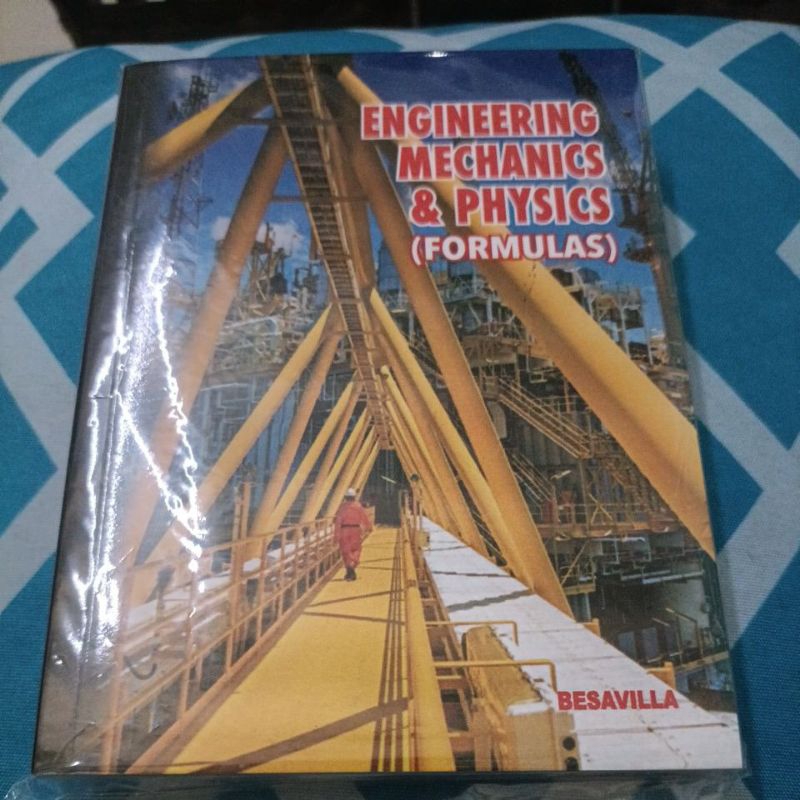 ENGINEERING
MECHANICS
& PHYSICS
(FORMULAS)
BESAVILLA